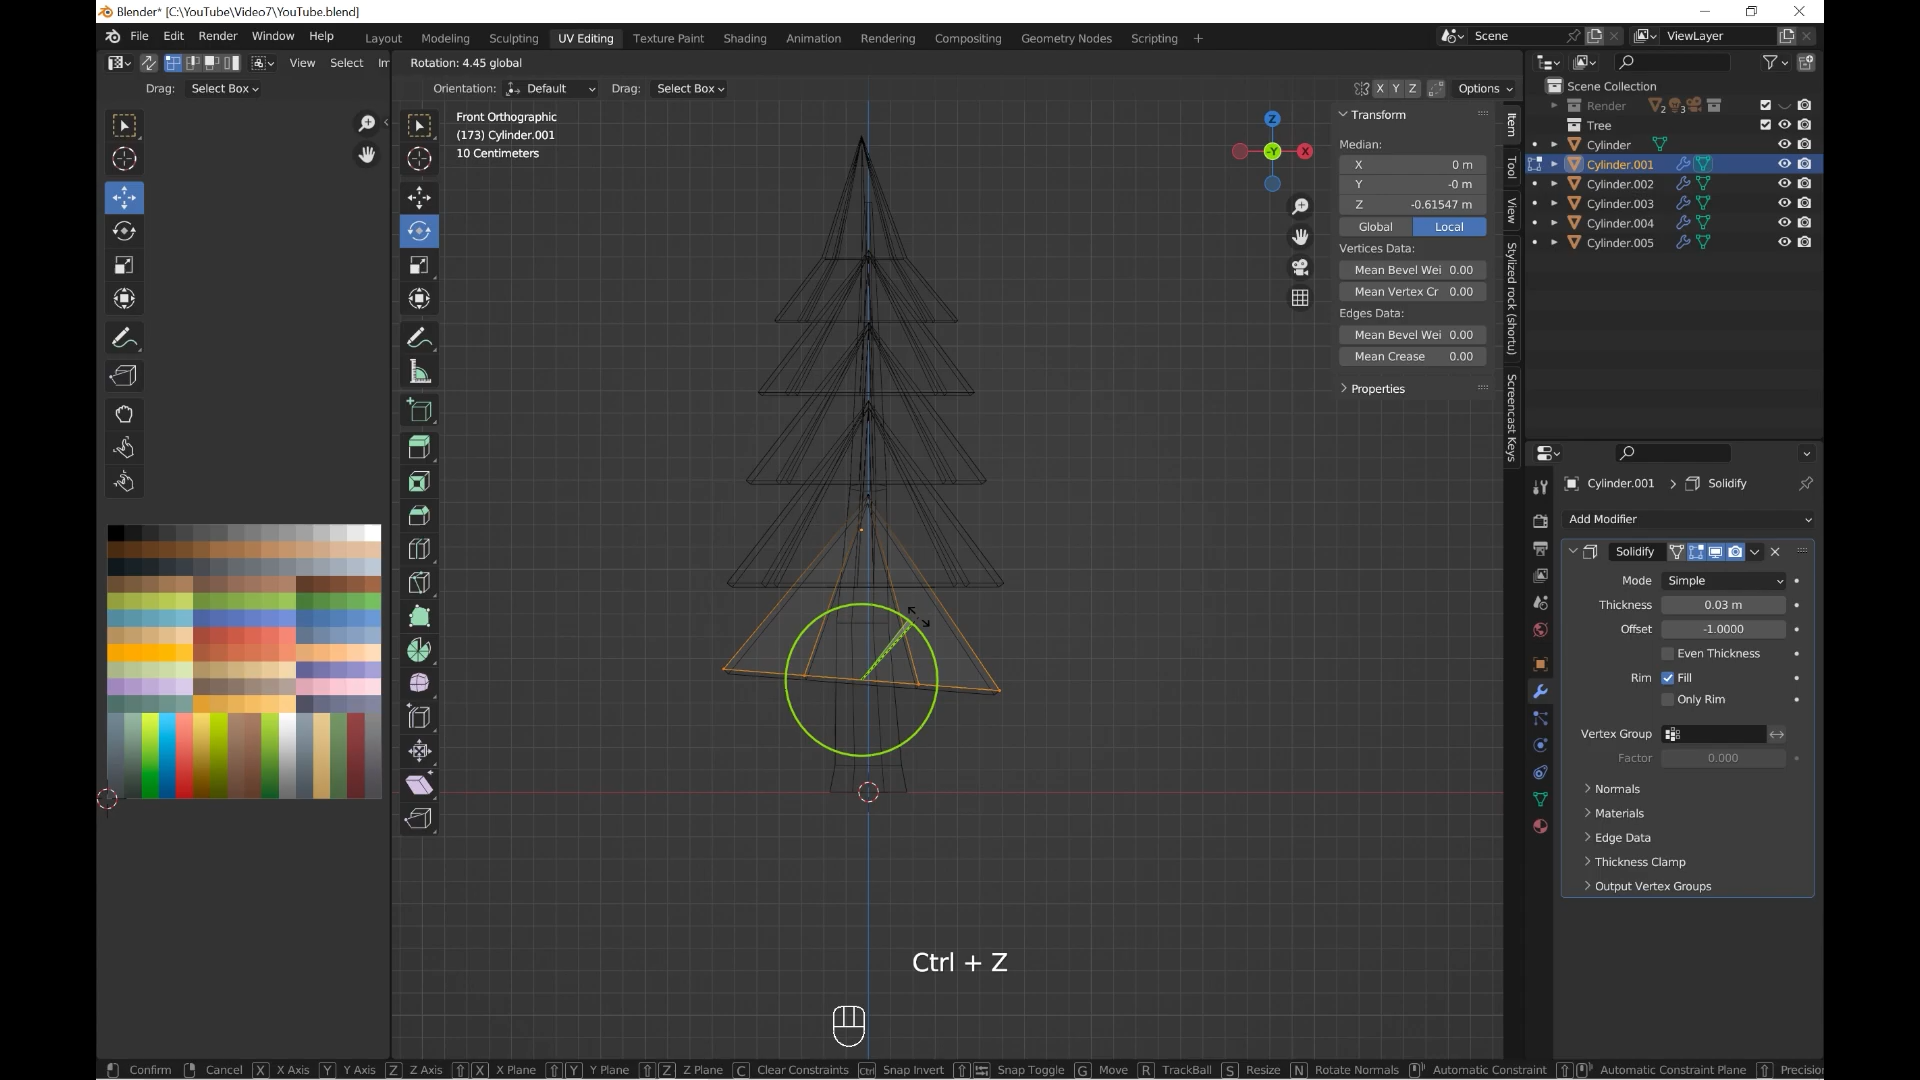 Blender* [C:\YouTube\Video7\YouTube.blend]
File Edit Render Window Help Layout Modeling Sculpting UV Editing Texture Paint Shading Animation Rendering Compositing Geometry Nodes Scripting + Scene ViewLayer
View Select Im Rotation: 4.45 global
Drag: Select Box Orientation: Default Drag: Select Box X Y Z Options
Scene Collection
Render 2 3
Tree
Cylinder
Cylinder.001
Cylinder.002
Cylinder.003
Cylinder.004
Cylinder.005
Front Orthographic
(173) Cylinder.001
10 Centimeters
Z
-Y X
Transform
Median:
X 0 m
Y -0 m
Z -0.61547 m
Global Local
Vertices Data:
Mean Bevel Wei 0.00
Mean Vertex Cr 0.00
Edges Data:
Mean Bevel Wei 0.00
Mean Crease 0.00
Properties
Item
Tool
View
Stylized rock (shortu)
Screencast Keys
Cylinder.001 > Solidify
Add Modifier
Solidify
Mode Simple
Thickness 0.03 m
Offset -1.0000
Even Thickness
Rim Fill
Only Rim
Vertex Group
Factor 0.000
Normals
Materials
Edge Data
Thickness Clamp
Output Vertex Groups
Ctrl + Z
Confirm Cancel X X Axis Y Y Axis Z Z Axis X X Plane Y Y Plane Z Z Plane C Clear Constraints Ctrl Snap Invert Snap Toggle G Move R TrackBall S Resize N Rotate Normals Automatic Constraint Automatic Constraint Plane Precision